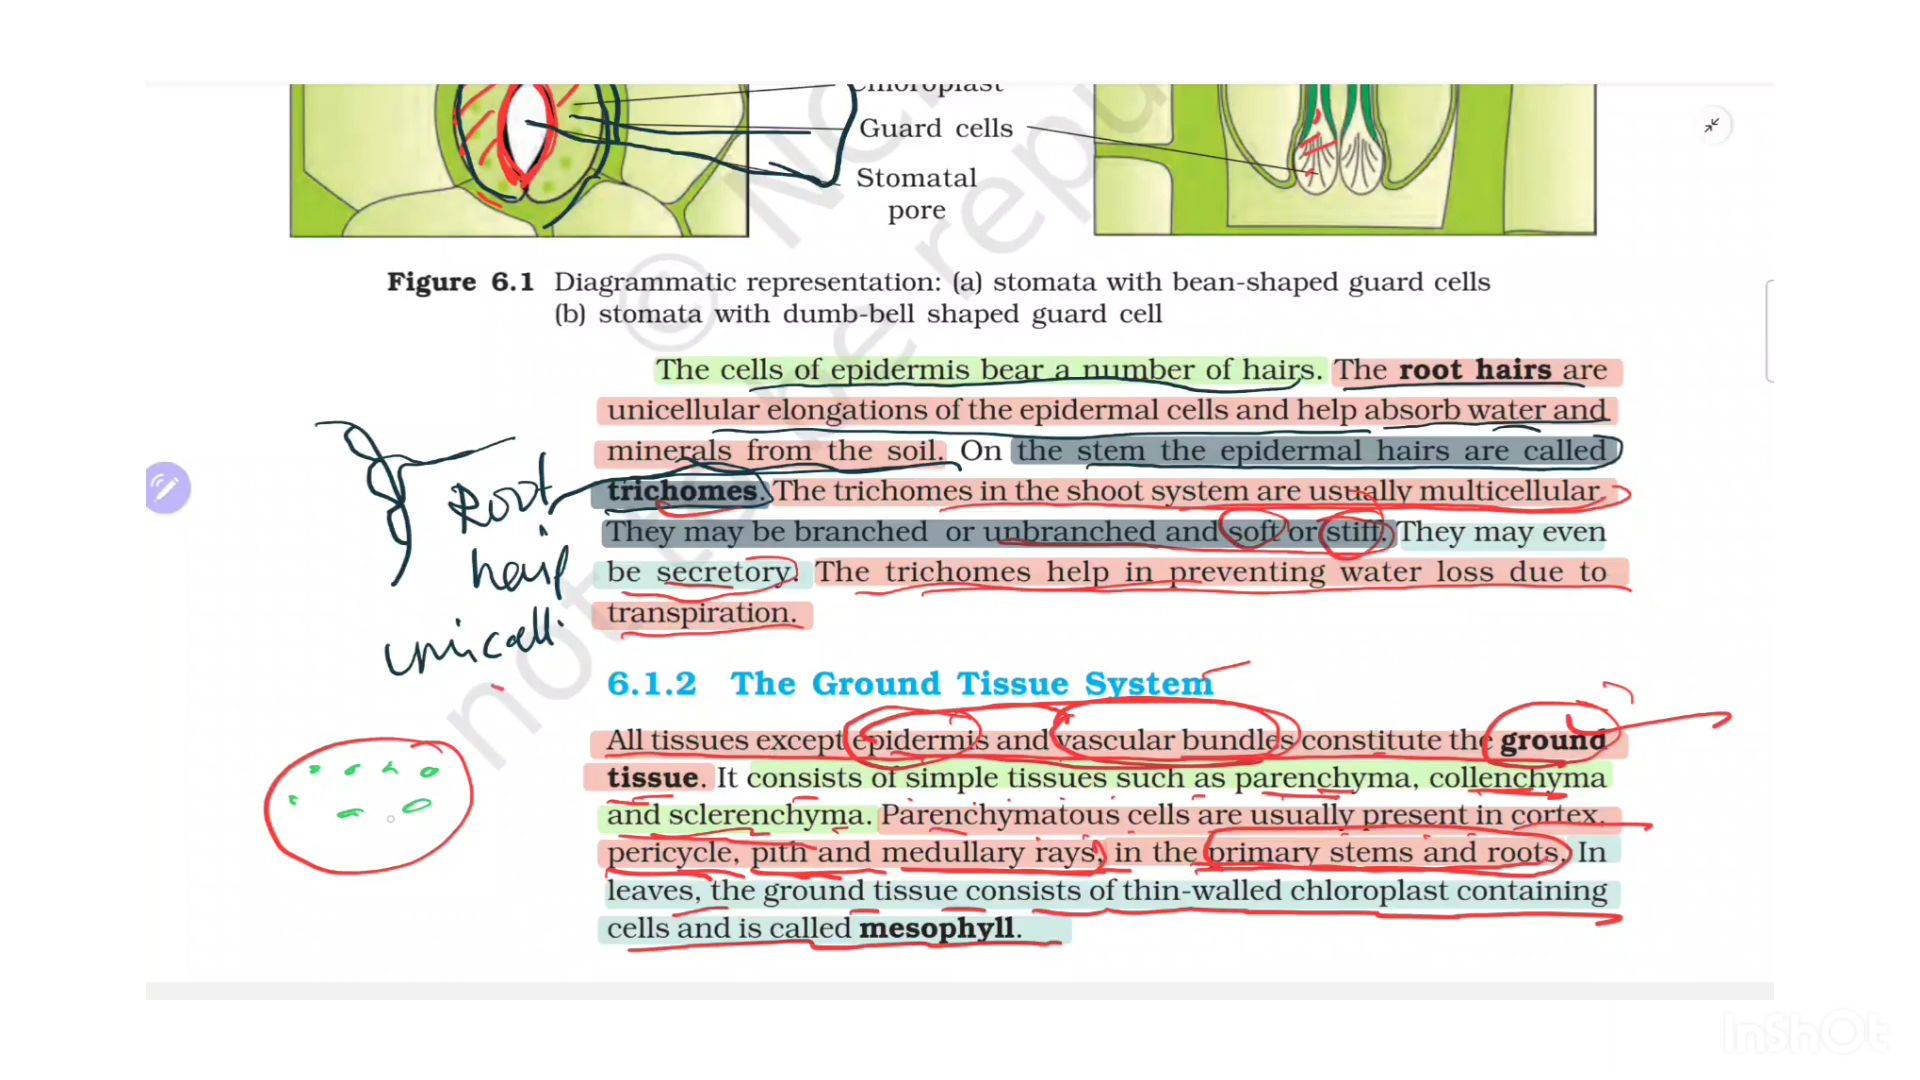 Chloroplast
Guard cells
Stomatal
pore
Figure 6.1 Diagrammatic representation: (a) stomata with bean-shaped guard cells
(b) stomata with dumb-bell shaped guard cell
The cells of epidermis bear a number of hairs. The root hairs are
unicellular elongations of the epidermal cells and help absorb water and
minerals from the soil. On the stem the epidermal hairs are called
trichomes. The trichomes in the shoot system are usually multicellular.
They may be branched or unbranched and soft or stiff. They may even
be secretory. The trichomes help in preventing water loss due to
transpiration.
Root
hair
unicell
6.1.2 The Ground Tissue System
All tissues except epidermis and vascular bundles constitute the ground
tissue. It consists of simple tissues such as parenchyma, collenchyma
and sclerenchyma. Parenchymatous cells are usually present in cortex,
pericycle, pith and medullary rays, in the primary stems and roots. In
leaves, the ground tissue consists of thin-walled chloroplast containing
cells and is called mesophyll.
not to be repu
© NC
InShOt